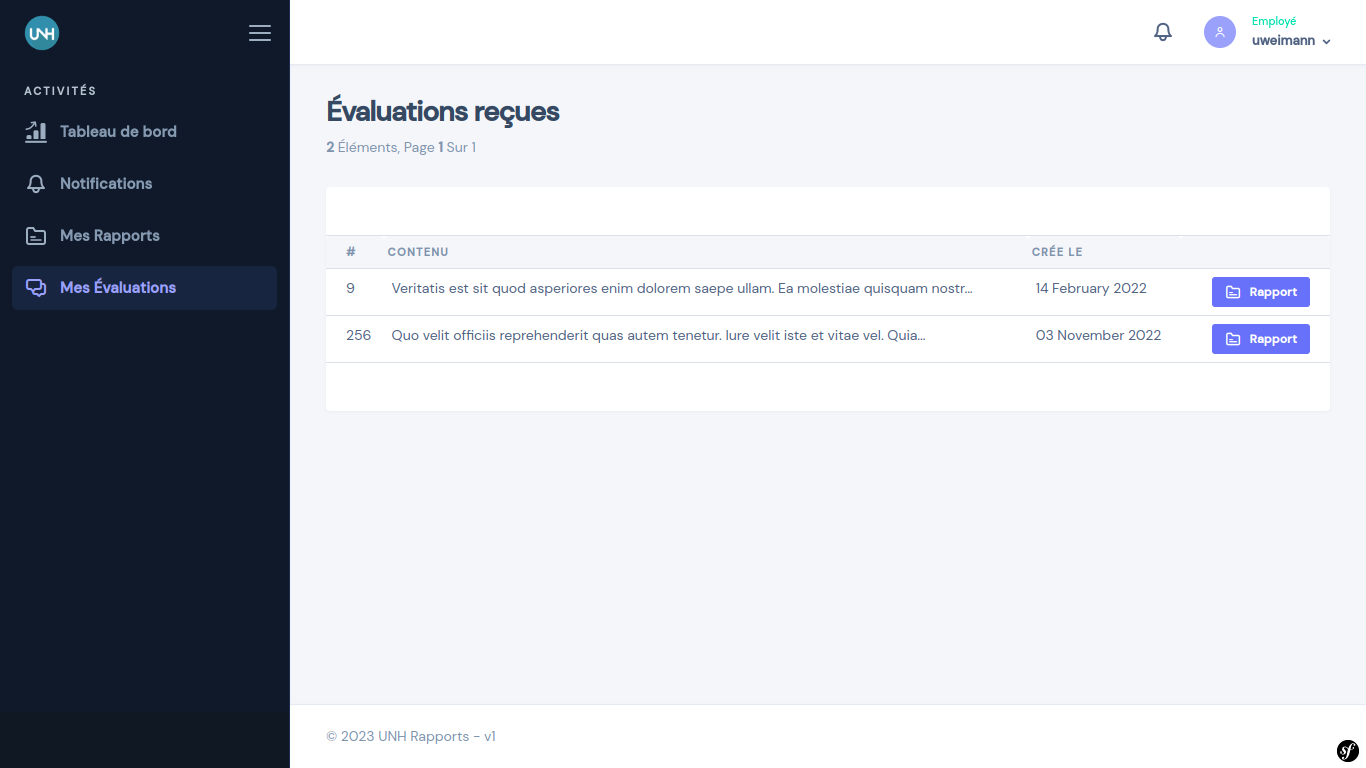 UNH
Employé
uweimann
ACTIVITÉS
Tableau de bord
Notifications
Mes Rapports
Mes Évaluations
Évaluations reçues
2 Éléments, Page 1 Sur 1
# CONTENU CRÉE LE
9 Veritatis est sit quod asperiores enim dolorem saepe ullam. Ea molestiae quisquam nostr... 14 February 2022 Rapport
256 Quo velit officiis reprehenderit quas autem tenetur. Iure velit iste et vitae vel. Quia... 03 November 2022 Rapport
© 2023 UNH Rapports - v1
sf